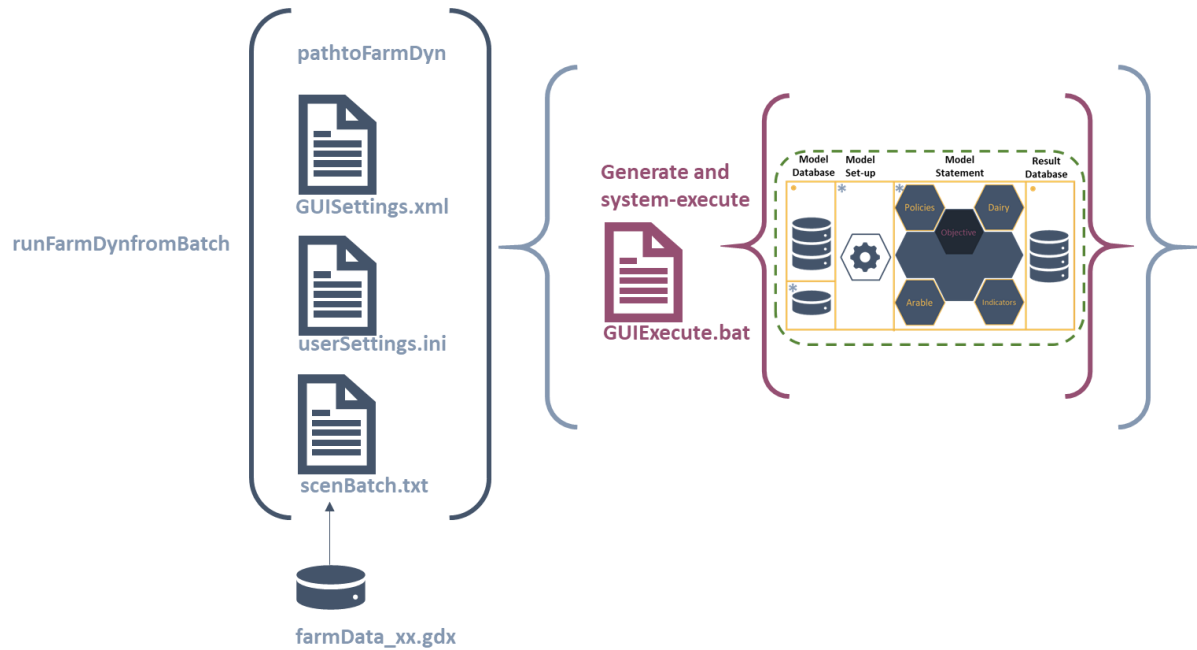 runFarmDynfromBatch
pathtoFarmDyn
GUISettings.xml
userSettings.ini
scenBatch.txt
farmData_xx.gdx
Generate and
system-execute
GUIExecute.bat
Model
Database
Model
Set-up
Model
Statement
Result
Database
*
*
*
Policies
Dairy
Objective
Arable
Indicators